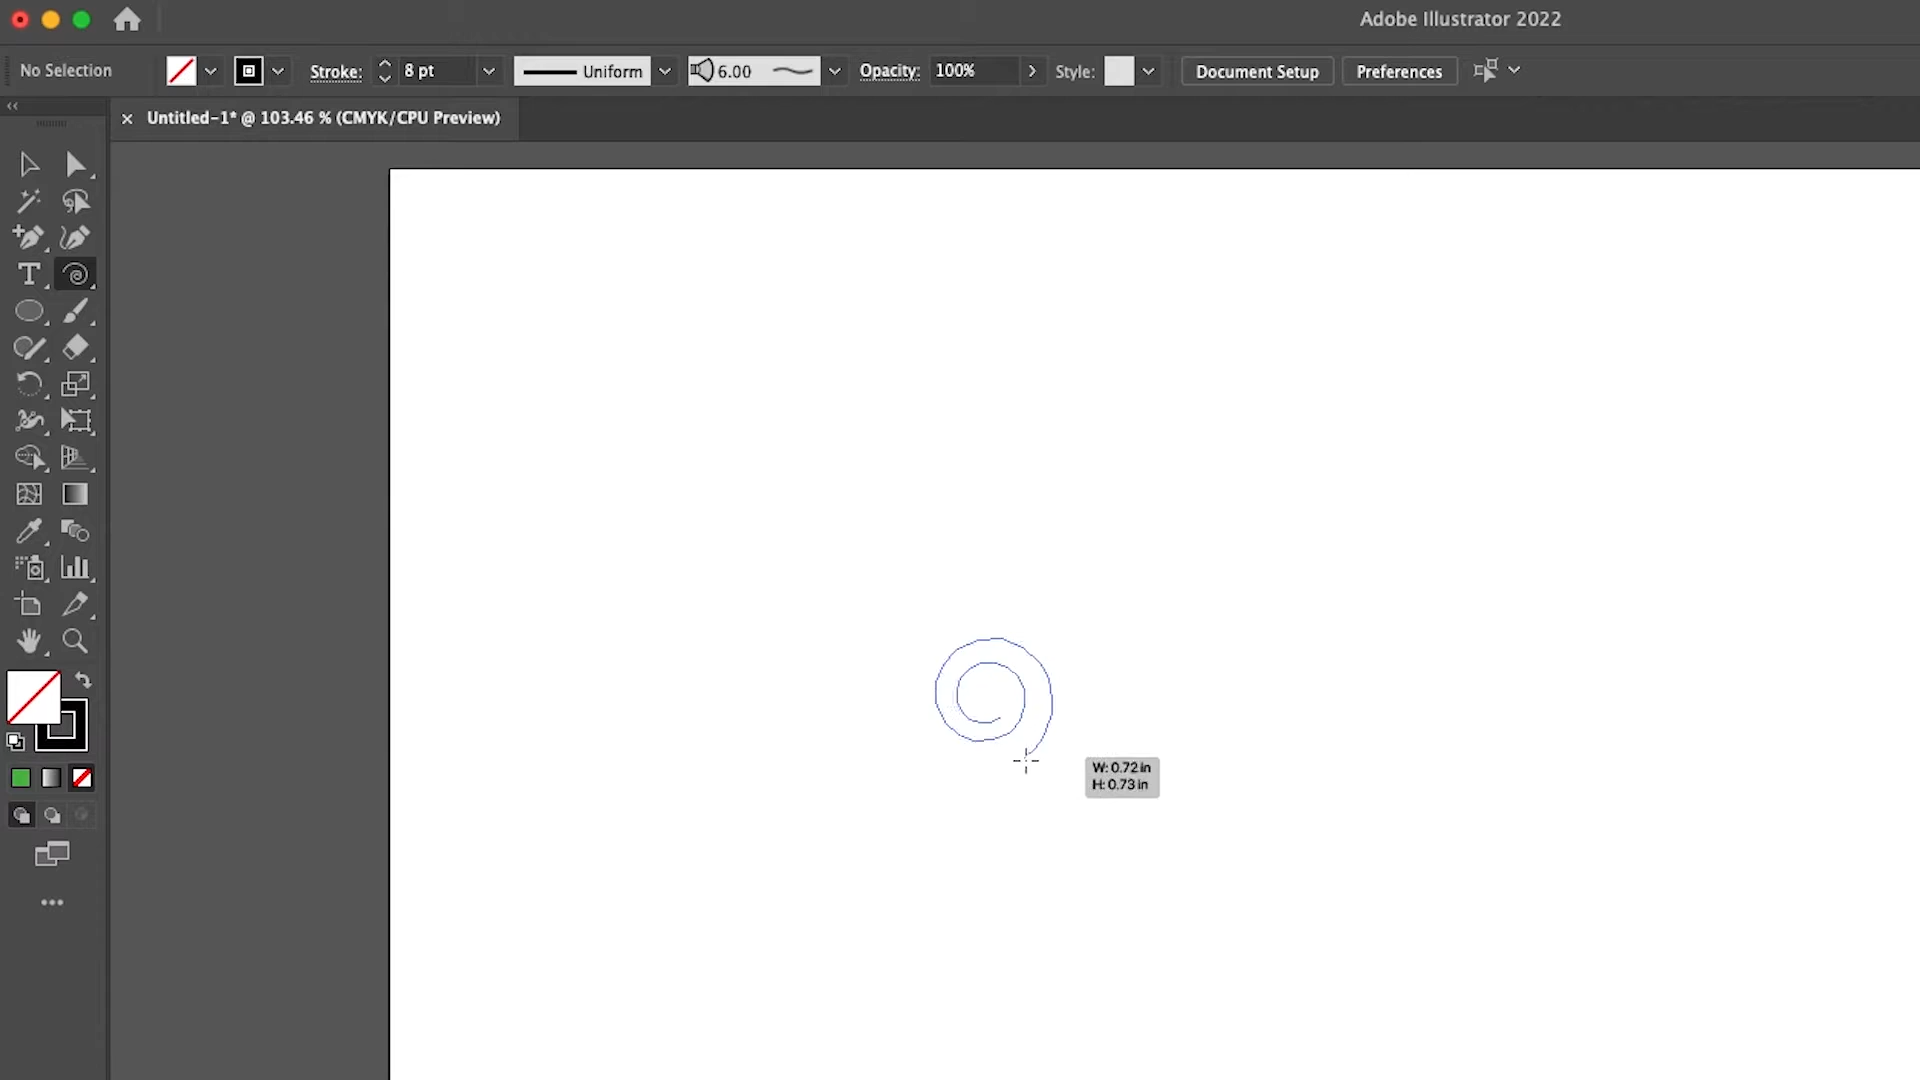 Adobe Illustrator 2022
No Selection Stroke: 8 pt Uniform 6.00 Opacity: 100% Style: Document Setup Preferences
× Untitled-1* @ 103.46 % (CMYK/CPU Preview)
T
W: 0.72 in
H: 0.73 in